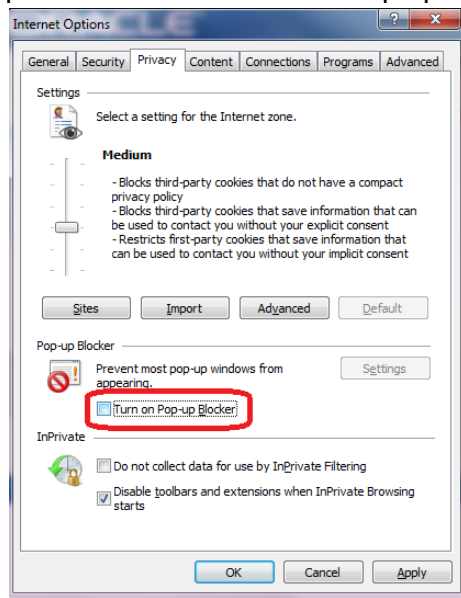 Internet Options
General Security Privacy Content Connections Programs Advanced
Settings
Select a setting for the Internet zone.
Medium
- Blocks third-party cookies that do not have a compact
privacy policy
- Blocks third-party cookies that save information that can
be used to contact you without your explicit consent
- Restricts first-party cookies that save information that
can be used to contact you without your implicit consent
Sites Import Advanced Default
Pop-up Blocker
Prevent most pop-up windows from
appearing.
Settings
Turn on Pop-up Blocker
InPrivate
Do not collect data for use by InPrivate Filtering
Disable toolbars and extensions when InPrivate Browsing
starts
OK Cancel Apply